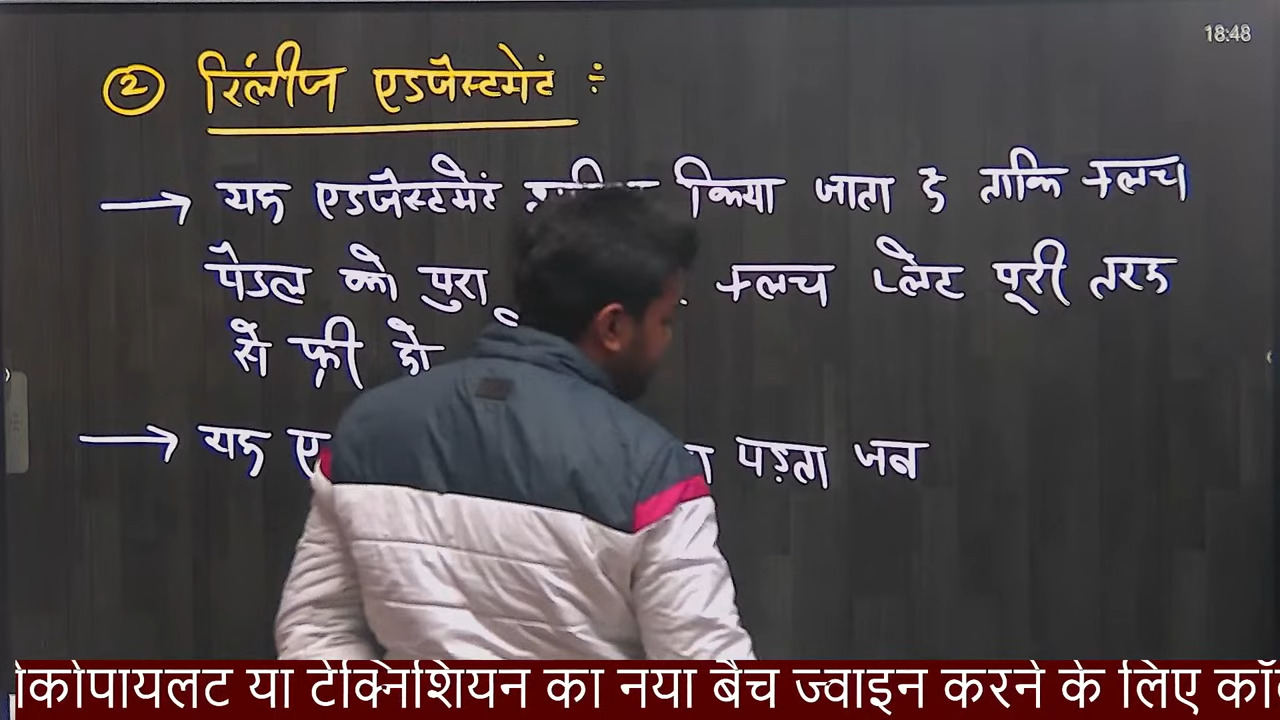 18:48
② रिलीज एडजेस्टमेंट ÷
→ यह एडजेस्टमेंट किया जाता है ताकि क्लच
पेडल को पुरा क्लच प्लेट पूरी तरह
से फ्री हो
→ यह पड़ता जब
कोपायलट या टेक्निशियन का नया बैच ज्वाइन करने के लिए